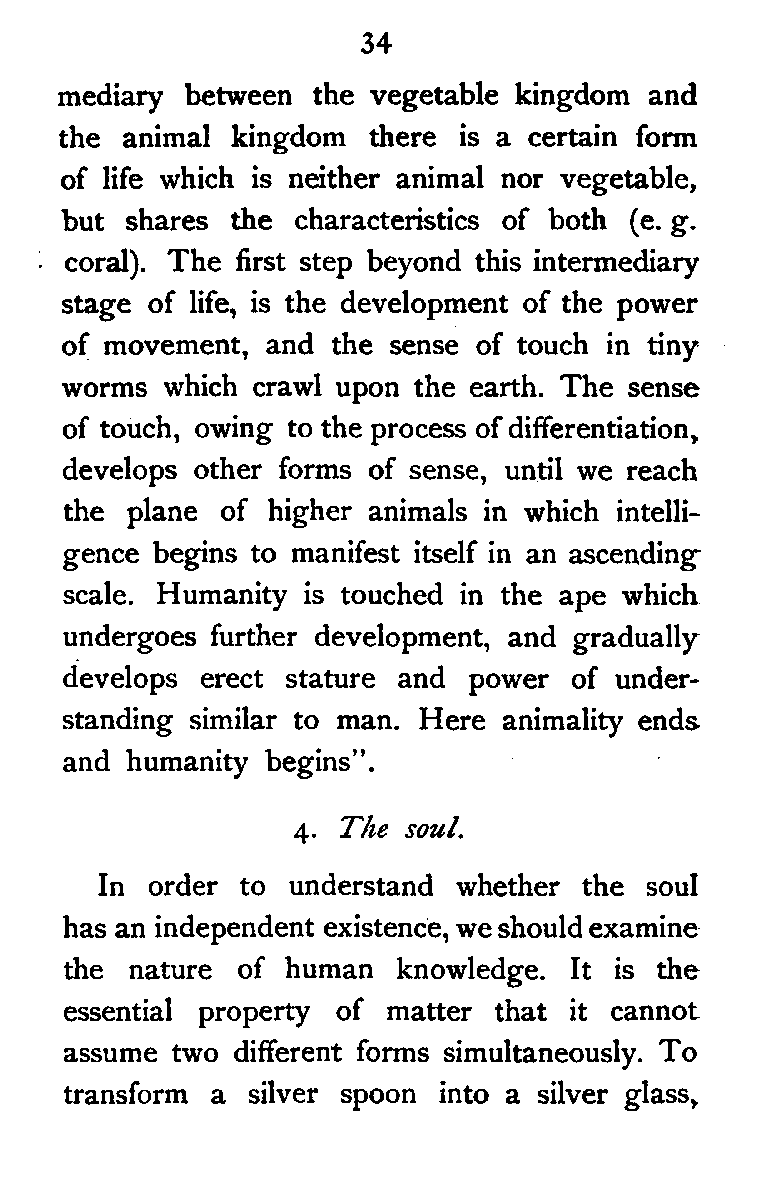 34
mediary between the vegetable kingdom and
the animal kingdom there is a certain form
of life which is neither animal nor vegetable,
but shares the characteristics of both (e. g.
coral). The first step beyond this intermediary
stage of life, is the development of the power
of movement, and the sense of touch in tiny
worms which crawl upon the earth. The sense
of touch, owing to the process of differentiation,
develops other forms of sense, until we reach
the plane of higher animals in which intelli-
gence begins to manifest itself in an ascending
scale. Humanity is touched in the ape which
undergoes further development, and gradually
develops erect stature and power of under-
standing similar to man. Here animality ends
and humanity begins".
4. The soul.
In order to understand whether the soul
has an independent existence, we should examine
the nature of human knowledge. It is the
essential property of matter that it cannot
assume two different forms simultaneously. To
transform a silver spoon into a silver glass,